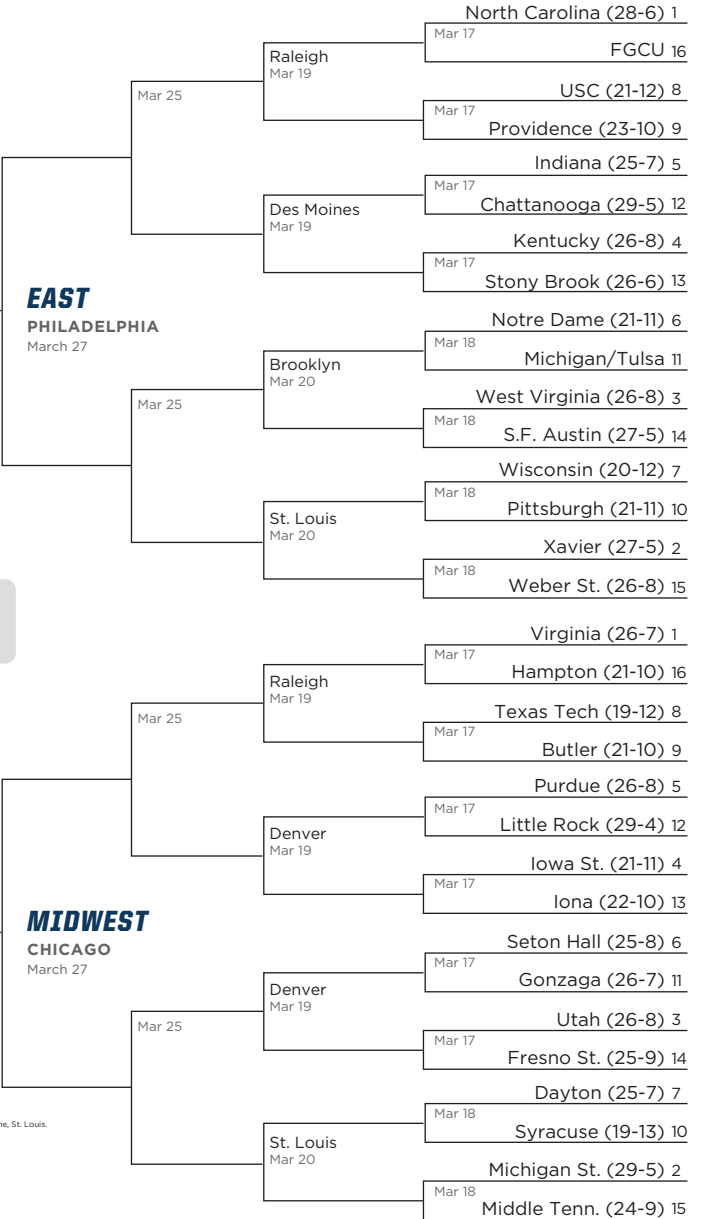 North Carolina (28-6) 1
Mar 17
FGCU 16
Raleigh
Mar 19
USC (21-12) 8
Mar 17
Providence (23-10) 9
Mar 25
Indiana (25-7) 5
Mar 17
Chattanooga (29-5) 12
Des Moines
Mar 19
Kentucky (26-8) 4
Mar 17
Stony Brook (26-6) 13
EAST
PHILADELPHIA
March 27
Notre Dame (21-11) 6
Mar 18
Michigan/Tulsa 11
Brooklyn
Mar 20
West Virginia (26-8) 3
Mar 18
S.F. Austin (27-5) 14
Mar 25
Wisconsin (20-12) 7
Mar 18
Pittsburgh (21-11) 10
St. Louis
Mar 20
Xavier (27-5) 2
Mar 18
Weber St. (26-8) 15
Virginia (26-7) 1
Mar 17
Hampton (21-10) 16
Raleigh
Mar 19
Texas Tech (19-12) 8
Mar 17
Butler (21-10) 9
Mar 25
Purdue (26-8) 5
Mar 17
Little Rock (29-4) 12
Denver
Mar 19
Iowa St. (21-11) 4
Mar 17
Iona (22-10) 13
MIDWEST
CHICAGO
March 27
Seton Hall (25-8) 6
Mar 17
Gonzaga (26-7) 11
Denver
Mar 19
Utah (26-8) 3
Mar 17
Fresno St. (25-9) 14
Mar 25
Dayton (25-7) 7
Mar 18
Syracuse (19-13) 10
St. Louis
Mar 20
Michigan St. (29-5) 2
Mar 18
Middle Tenn. (24-9) 15
St. Louis.